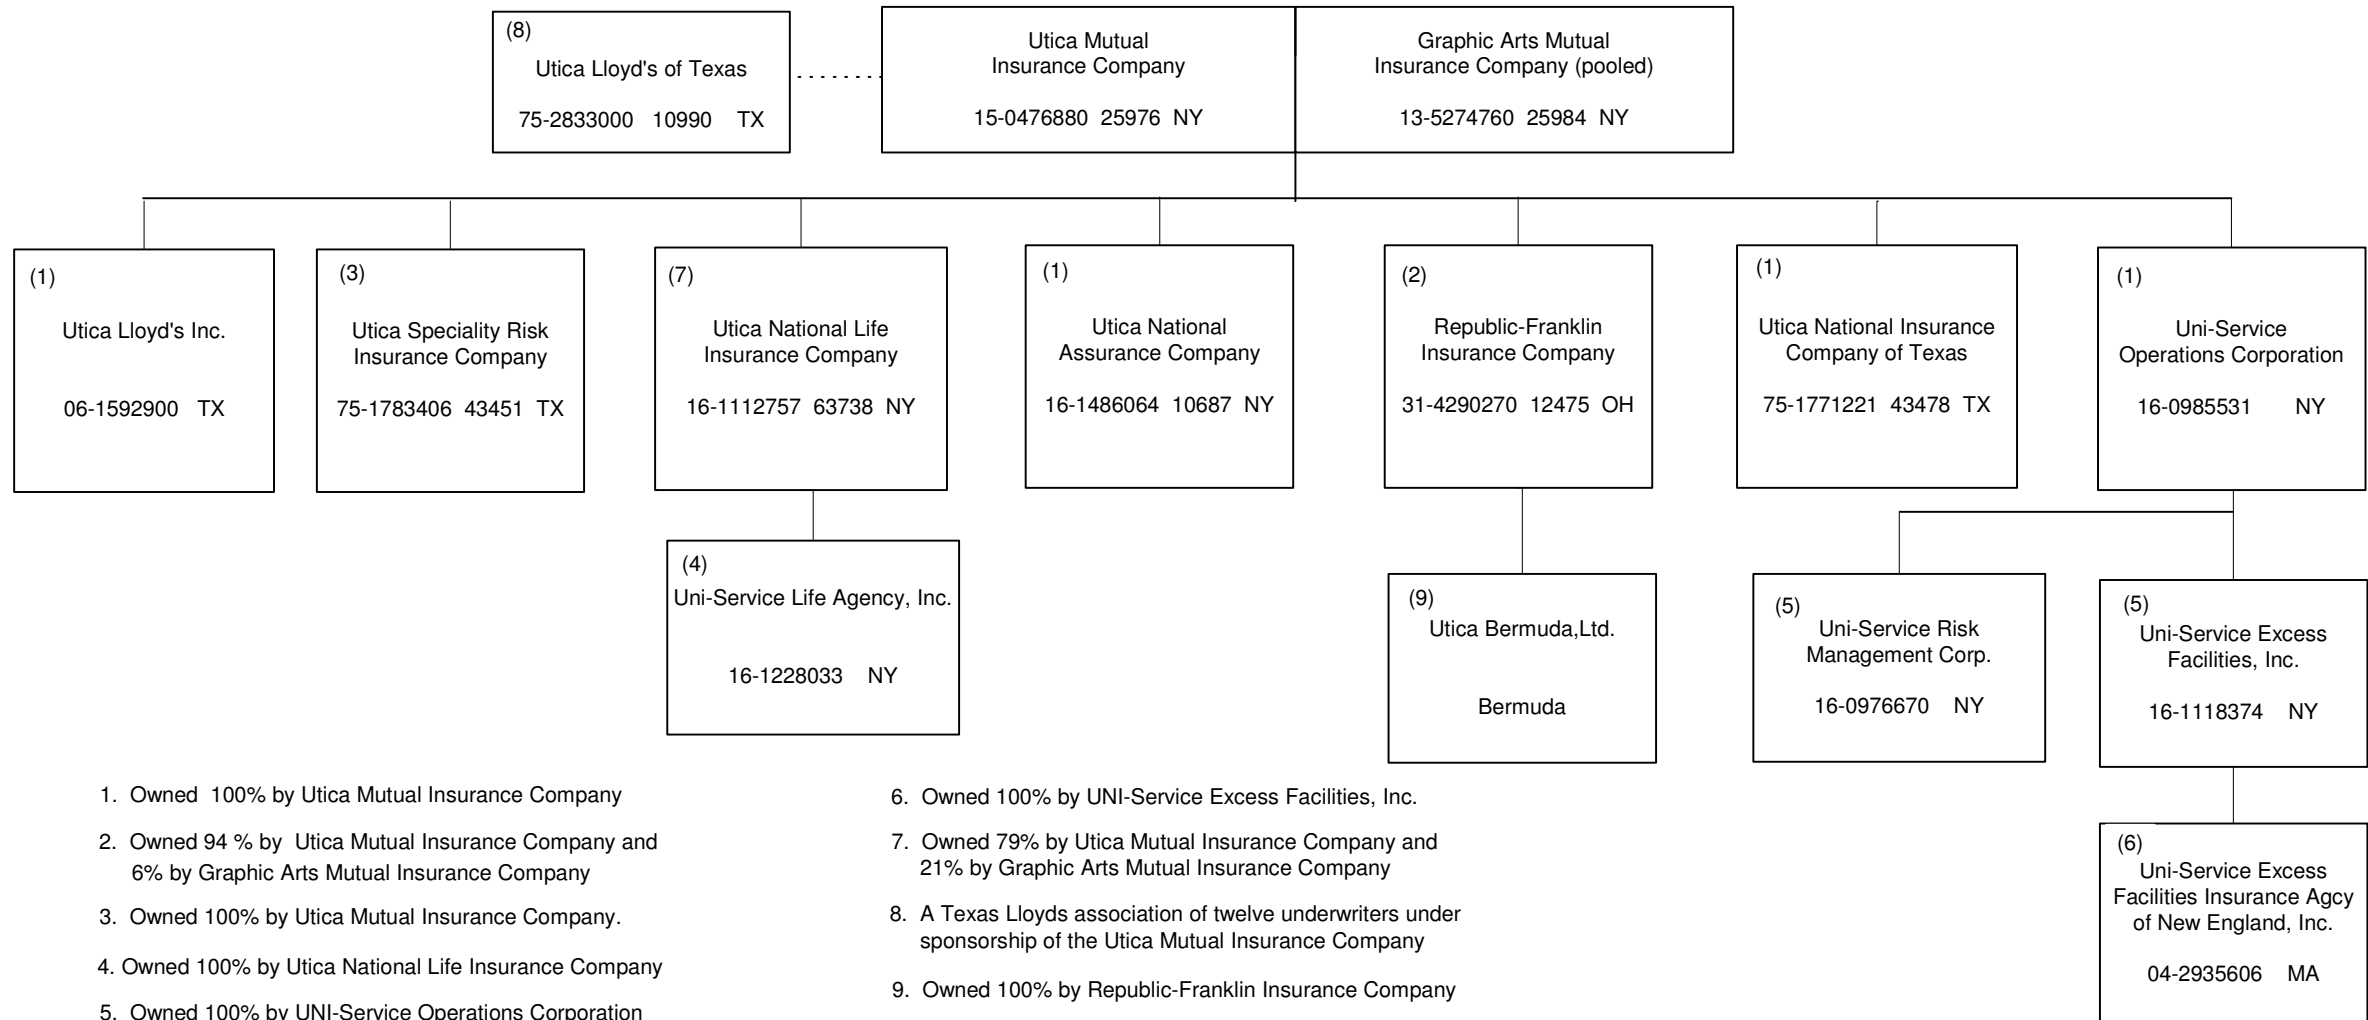 (8)
Utica Lloyd's of Texas
75-2833000 10990 TX
Utica Mutual
Insurance Company
15-0476880 25976 NY
Graphic Arts Mutual
Insurance Company (pooled)
13-5274760 25984 NY
(1)
Utica Lloyd's Inc.
06-1592900 TX
(3)
Utica Speciality Risk
Insurance Company
75-1783406 43451 TX
(7)
Utica National Life
Insurance Company
16-1112757 63738 NY
(1)
Utica National
Assurance Company
16-1486064 10687 NY
(2)
Republic-Franklin
Insurance Company
31-4290270 12475 OH
(1)
Utica National Insurance
Company of Texas
75-1771221 43478 TX
(1)
Uni-Service
Operations Corporation
16-0985531 NY
(4)
Uni-Service Life Agency, Inc.
16-1228033 NY
(9)
Utica Bermuda,Ltd.
Bermuda
(5)
Uni-Service Risk
Management Corp.
16-0976670 NY
(5)
Uni-Service Excess
Facilities, Inc.
16-1118374 NY
(6)
Uni-Service Excess
Facilities Insurance Agcy
of New England, Inc.
04-2935606 MA
1. Owned 100% by Utica Mutual Insurance Company
2. Owned 94 % by Utica Mutual Insurance Company and
6% by Graphic Arts Mutual Insurance Company
3. Owned 100% by Utica Mutual Insurance Company.
4. Owned 100% by Utica National Life Insurance Company
5. Owned 100% by UNI-Service Operations Corporation
6. Owned 100% by UNI-Service Excess Facilities, Inc.
7. Owned 79% by Utica Mutual Insurance Company and
21% by Graphic Arts Mutual Insurance Company
8. A Texas Lloyds association of twelve underwriters under
sponsorship of the Utica Mutual Insurance Company
9. Owned 100% by Republic-Franklin Insurance Company